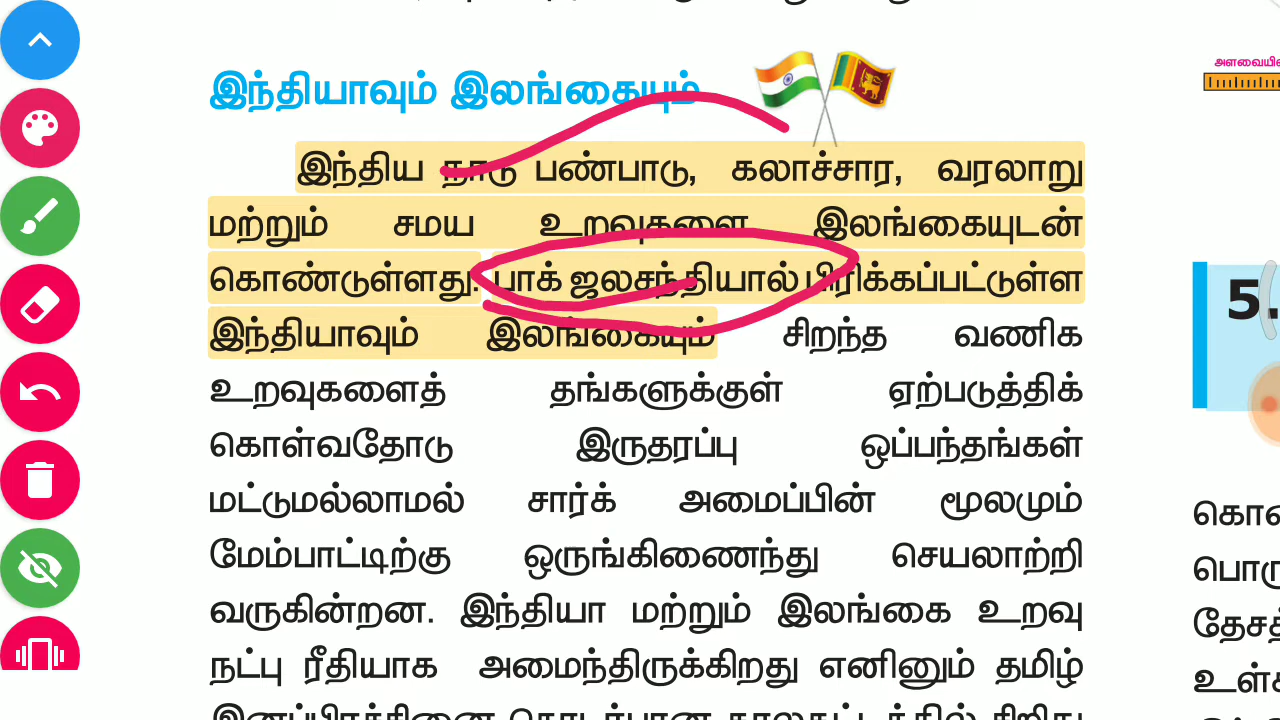 இந்தியாவும் இலங்கையும்
இந்திய நாடு பண்பாடு, கலாச்சார, வரலாறு
மற்றும் சமய உறவுகளை இலங்கையுடன்
கொண்டுள்ளது. பாக் ஜலசந்தியால் பிரிக்கப்பட்டுள்ள
இந்தியாவும் இலங்கையும் சிறந்த வணிக
உறவுகளைத் தங்களுக்குள் ஏற்படுத்திக்
கொள்வதோடு இருதரப்பு ஒப்பந்தங்கள்
மட்டுமல்லாமல் சார்க் அமைப்பின் மூலமும்
மேம்பாட்டிற்கு ஒருங்கிணைந்து செயலாற்றி
வருகின்றன. இந்தியா மற்றும் இலங்கை உறவு
நட்பு ரீதியாக அமைந்திருக்கிறது எனினும் தமிழ்
5.